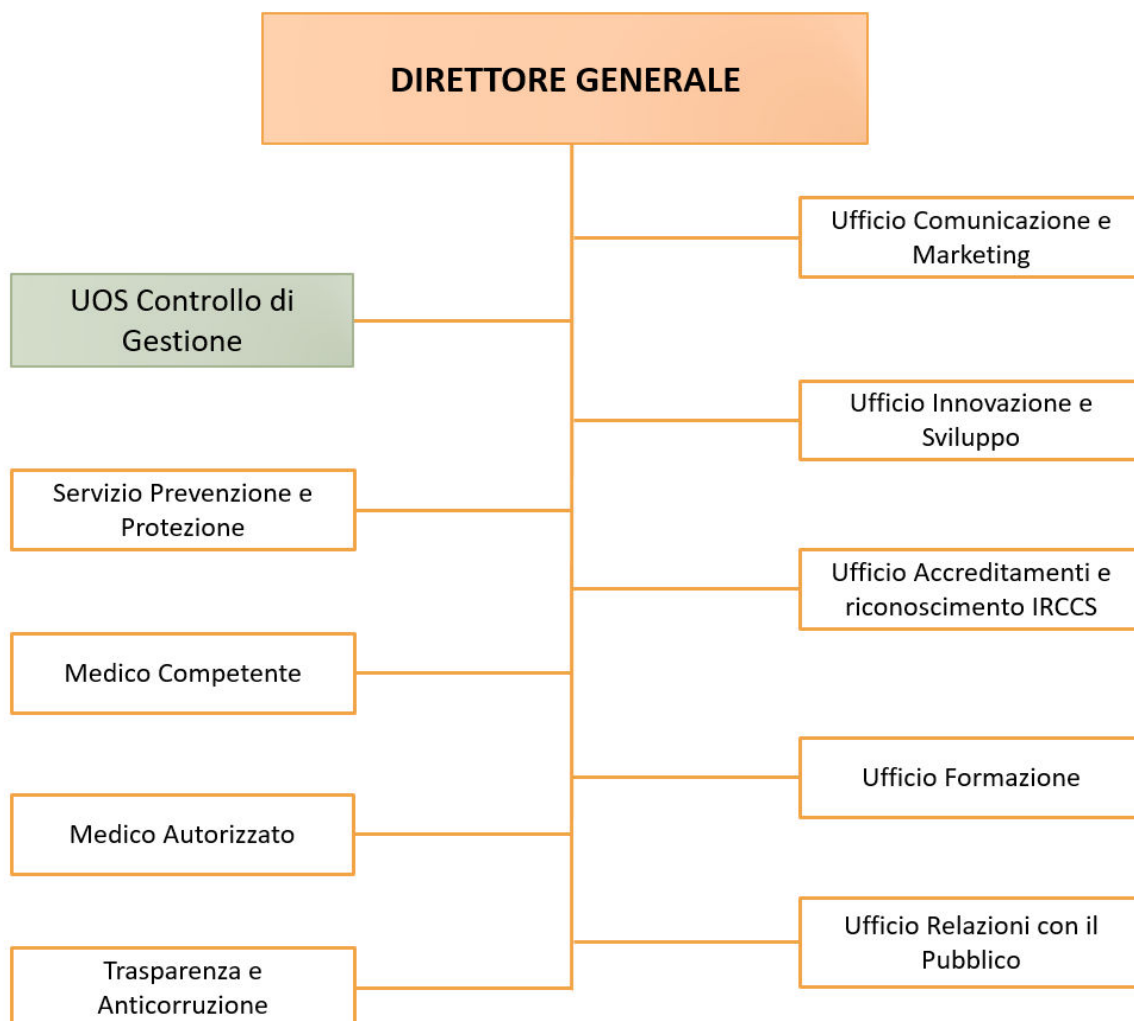 DIRETTORE GENERALE
Ufficio Comunicazione e
Marketing
UOS Controllo di
Gestione
Ufficio Innovazione e
Sviluppo
Servizio Prevenzione e
Protezione
Ufficio Accreditamenti e
riconoscimento IRCCS
Medico Competente
Ufficio Formazione
Medico Autorizzato
Ufficio Relazioni con il
Pubblico
Trasparenza e
Anticorruzione